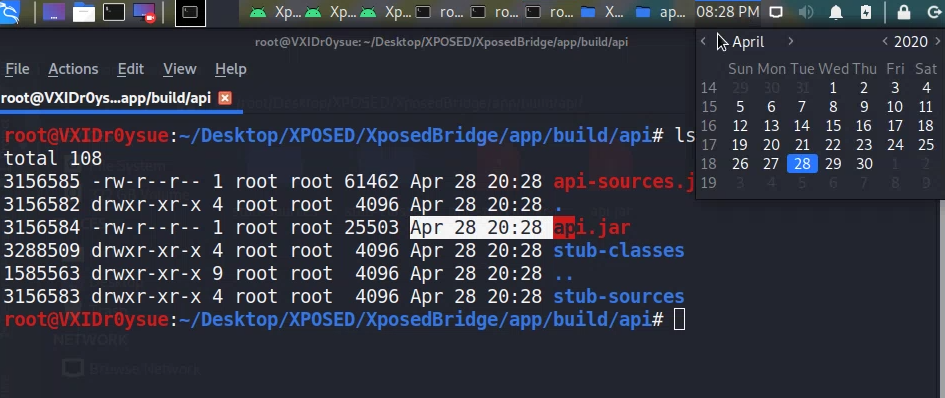 Xp... Xp... Xp... ro... ro... ro... X... ap... 08:28 PM
root@VXIDr0ysue: ~/Desktop/XPOSED/XposedBridge/app/build/api
‹ April › ‹ 2020 ›
File Actions Edit View Help
Sun Mon Tue Wed Thu Fri Sat
14 29 30 31 1 2 3 4
15 5 6 7 8 9 10 11
16 12 13 14 15 16 17 18
17 19 20 21 22 23 24 25
18 26 27 28 29 30 1 2
19 3 4 5 6 7 8 9
root@VXIDr0ys...app/build/api
root@VXIDr0ysue:~/Desktop/XPOSED/XposedBridge/app/build/api# ls
total 108
3156585 -rw-r--r-- 1 root root 61462 Apr 28 20:28 api-sources.j
3156582 drwxr-xr-x 4 root root 4096 Apr 28 20:28 .
3156584 -rw-r--r-- 1 root root 25503 Apr 28 20:28 api.jar
3288509 drwxr-xr-x 4 root root 4096 Apr 28 20:28 stub-classes
1585563 drwxr-xr-x 9 root root 4096 Apr 28 20:28 ..
3156583 drwxr-xr-x 4 root root 4096 Apr 28 20:28 stub-sources
root@VXIDr0ysue:~/Desktop/XPOSED/XposedBridge/app/build/api#
NETWORK
Browse Network